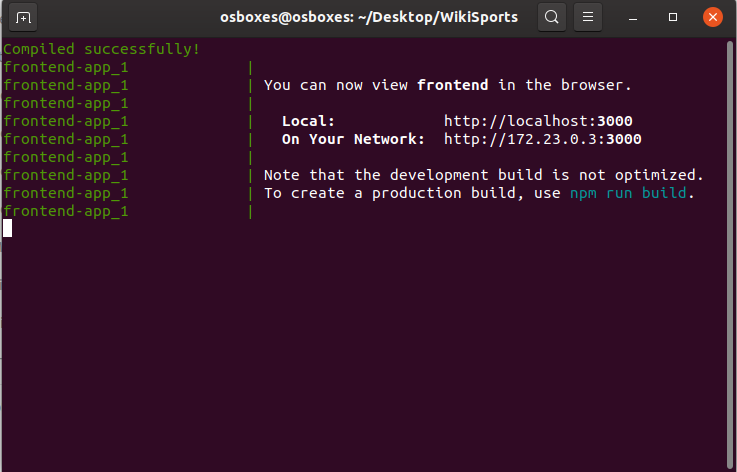 osboxes@osboxes: ~/Desktop/WikiSports
Compiled successfully!
frontend-app_1 |
frontend-app_1 | You can now view frontend in the browser.
frontend-app_1 |
frontend-app_1 | Local: http://localhost:3000
frontend-app_1 | On Your Network: http://172.23.0.3:3000
frontend-app_1 |
frontend-app_1 | Note that the development build is not optimized.
frontend-app_1 | To create a production build, use npm run build.
frontend-app_1 |